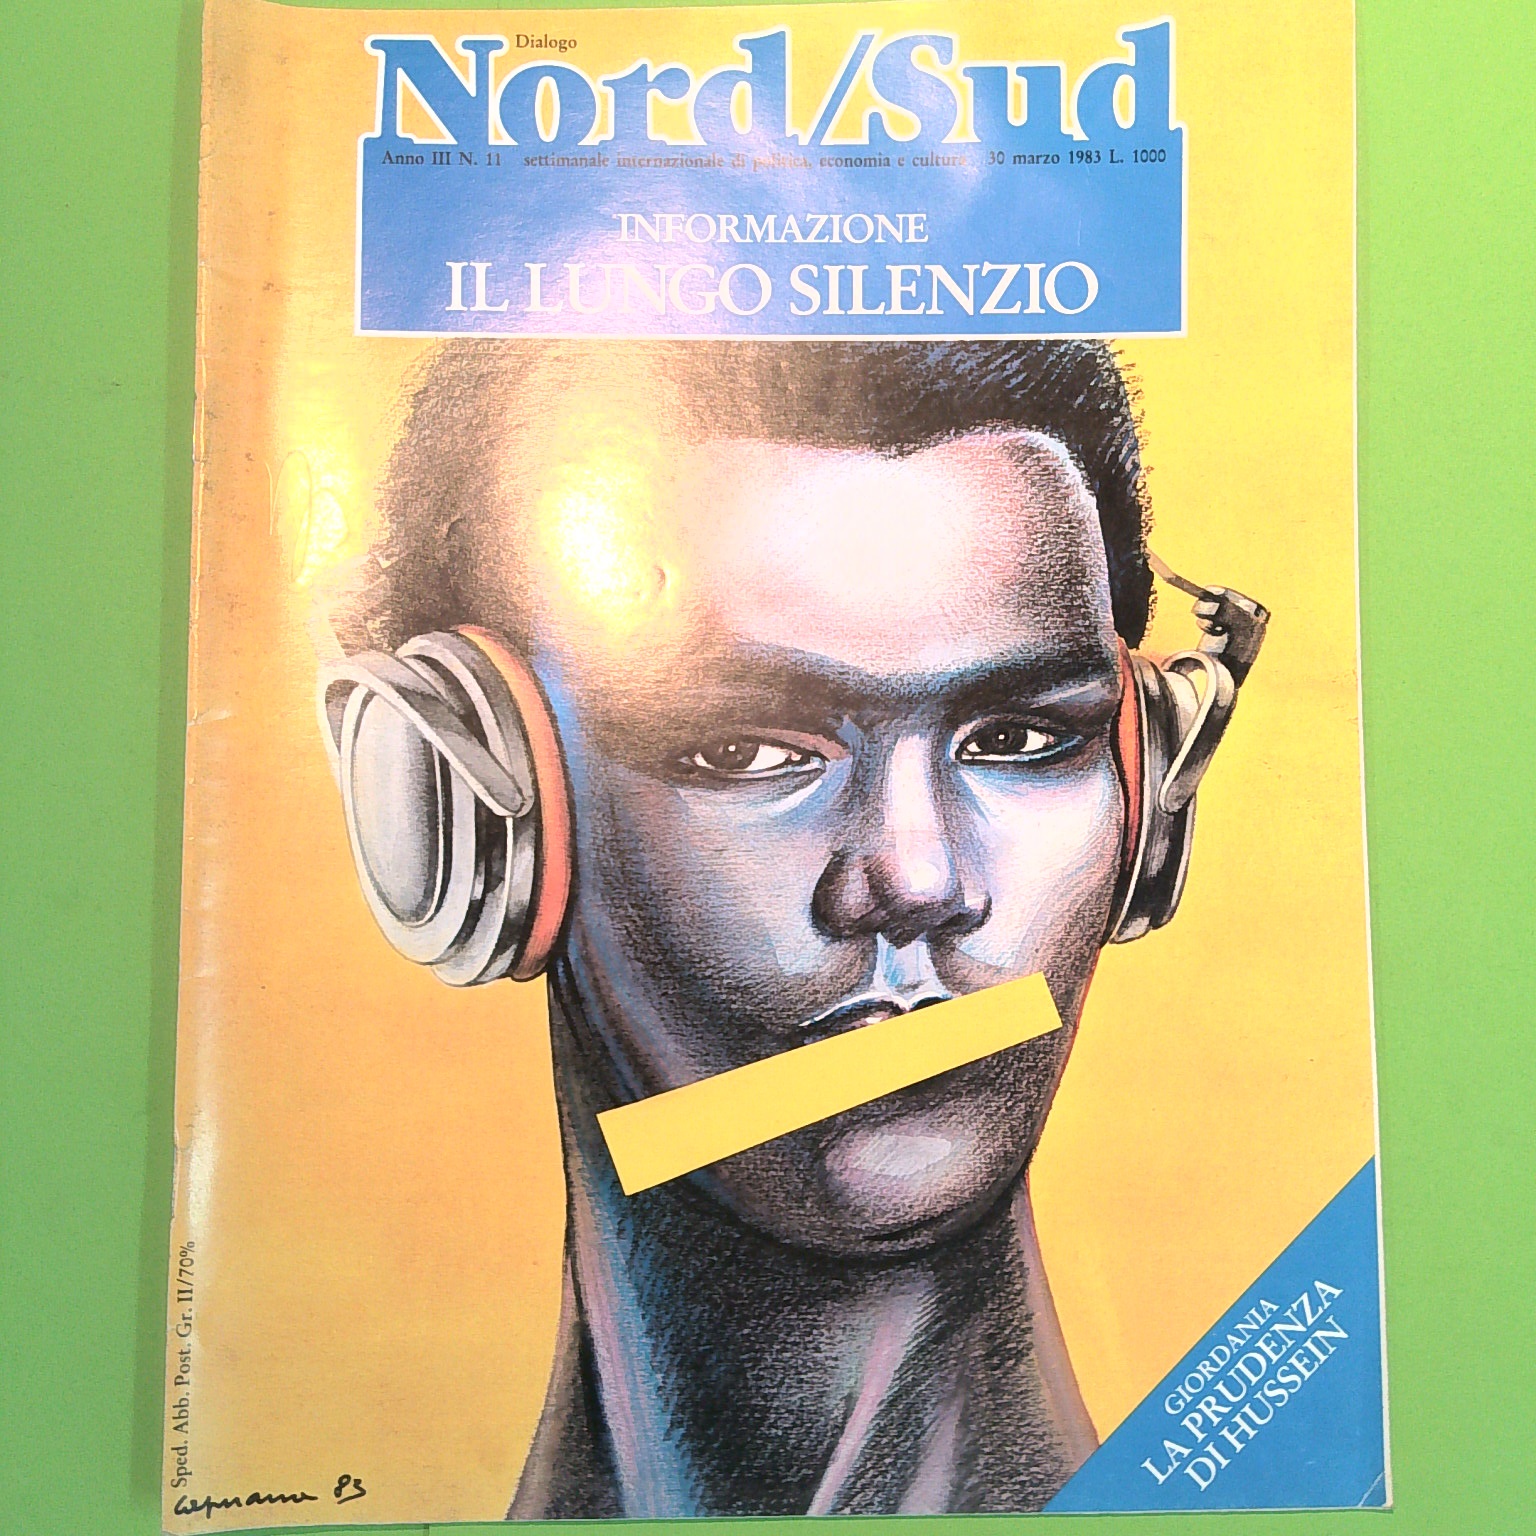 Dialogo
Nord/Sud
Anno III N. 11 settimanale internazionale di politica, economia e cultura 30 marzo 1983 L. 1000
INFORMAZIONE
IL LUNGO SILENZIO
GIORDANIA
LA PRUDENZA
DI HUSSEIN
Sped. Abb. Post. Gr. II/70%
83